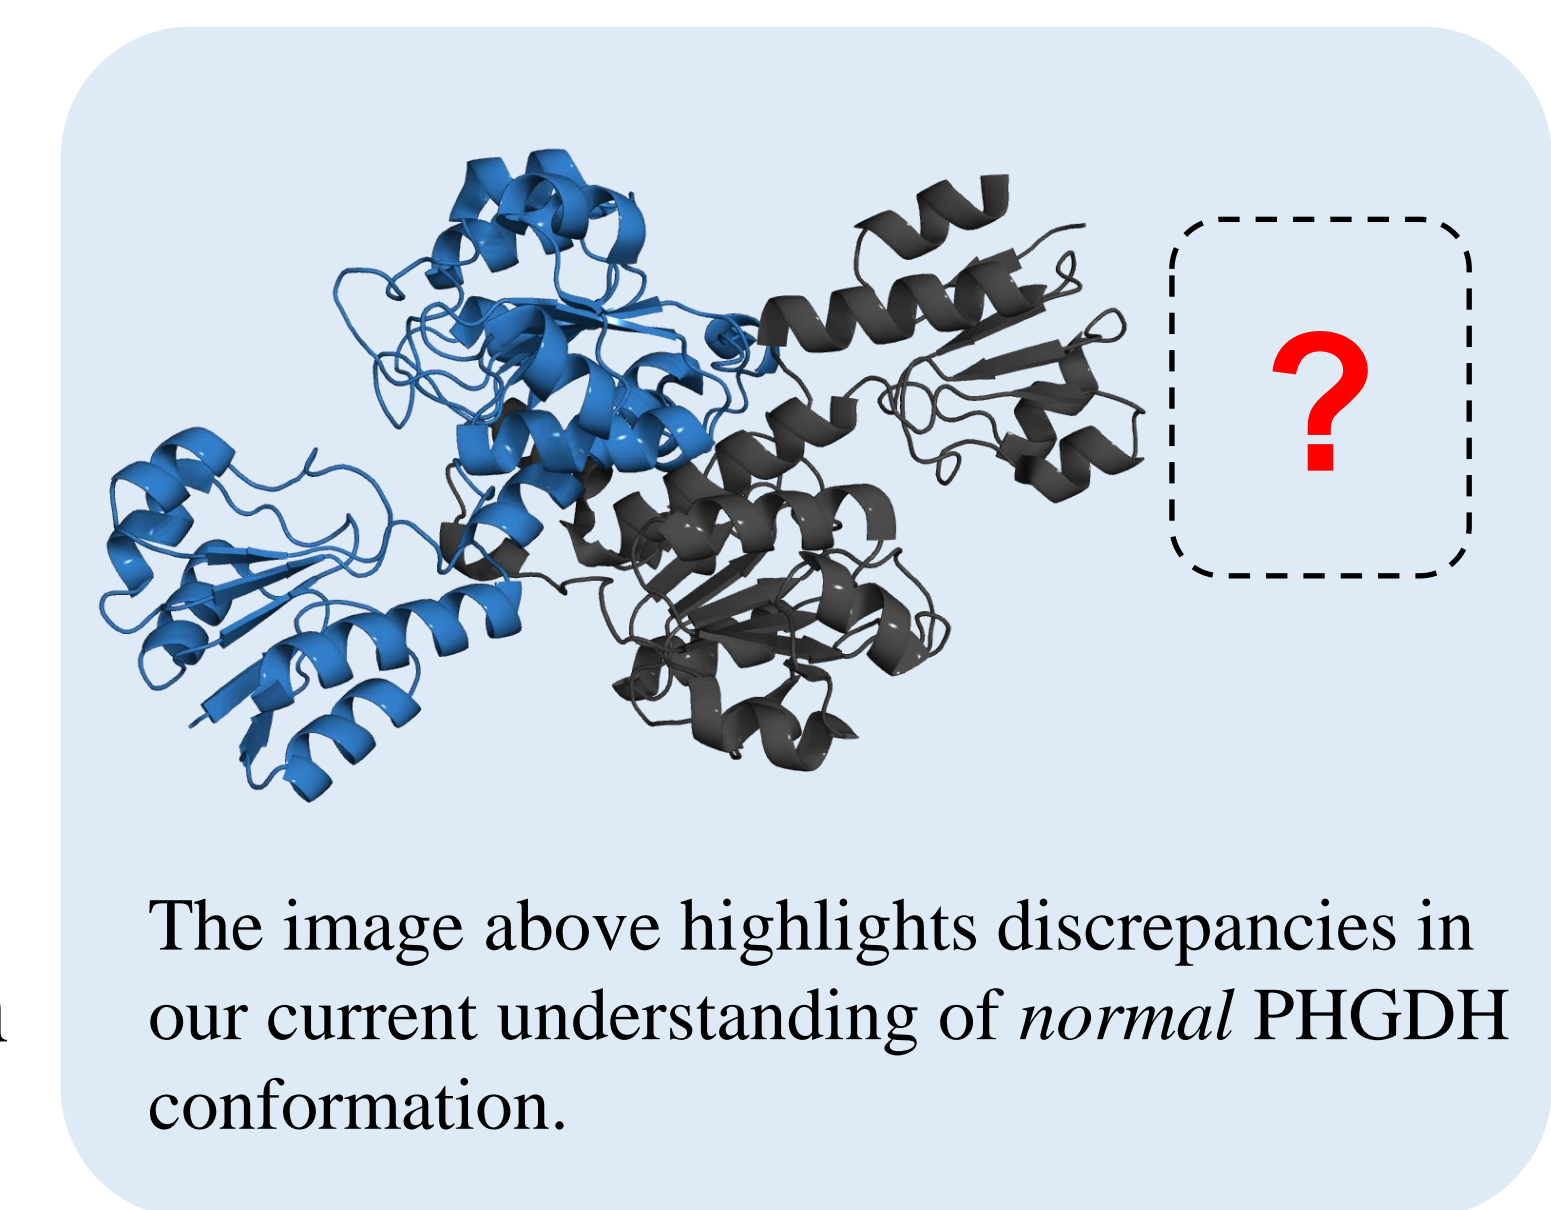 ?
The image above highlights discrepancies in
our current understanding of normal PHGDH
conformation.